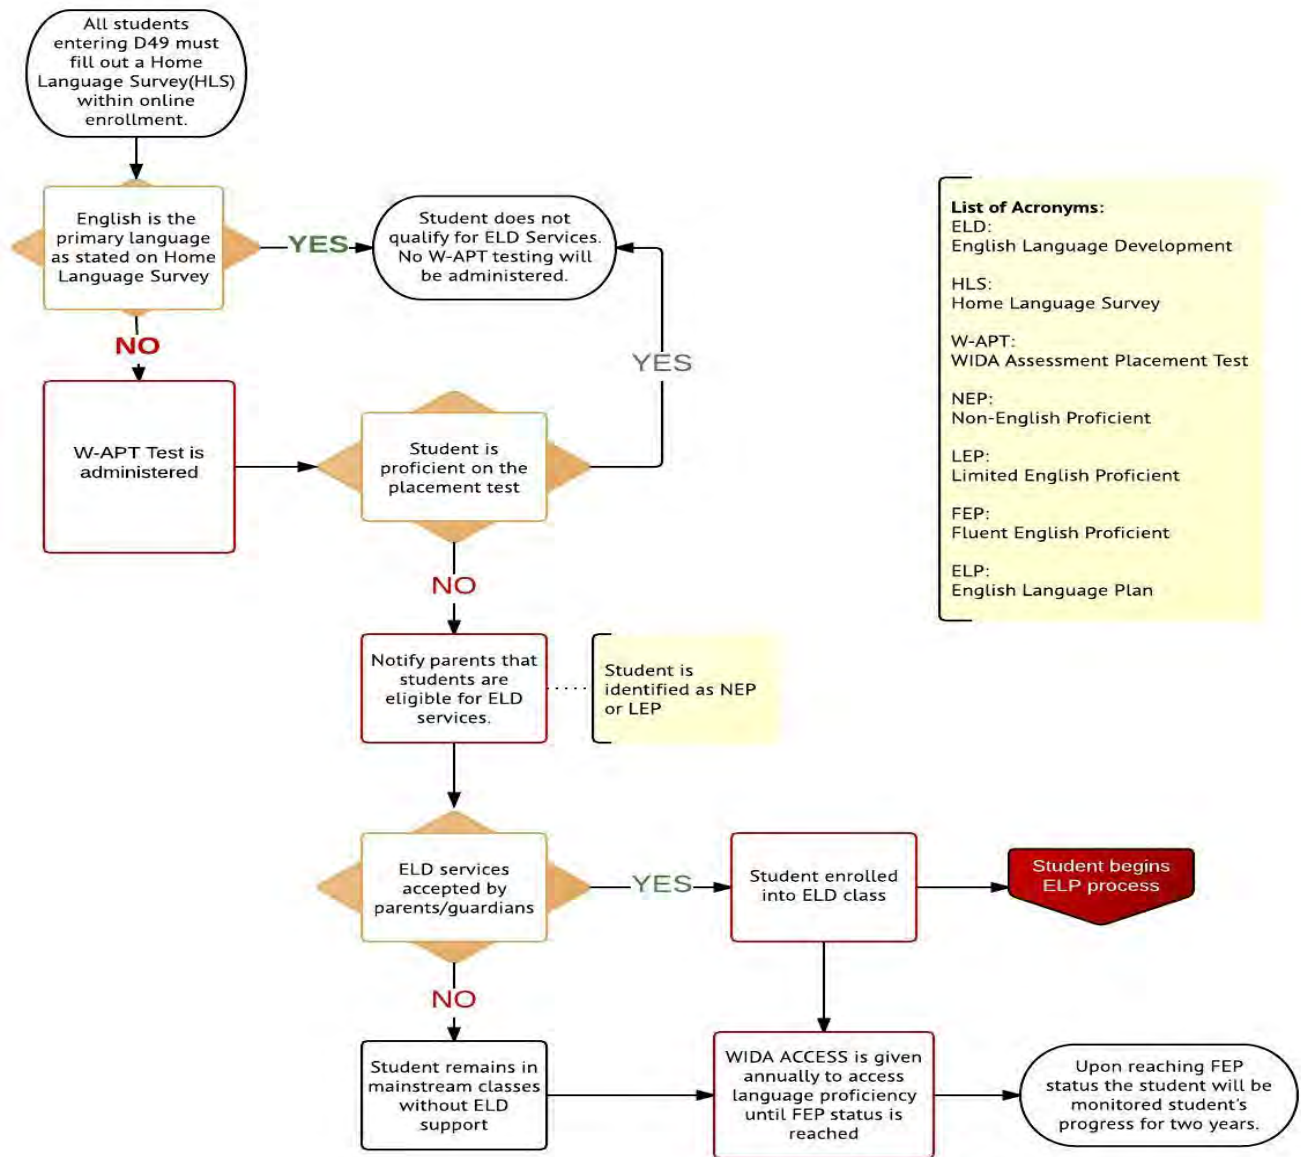 All students
entering D49 must
fill out a Home
Language Survey(HLS)
within online
enrollment.
English is the
primary language
as stated on Home
Language Survey
YES
Student does not
qualify for ELD Services.
No W-APT testing will
be administered.
NO
YES
W-APT Test is
administered
Student is
proficient on the
placement test
NO
Notify parents that
students are
eligible for ELD
services.
Student is
identified as NEP
or LEP
ELD services
accepted by
parents/guardians
YES
Student enrolled
into ELD class
Student begins
ELP process
NO
Student remains in
mainstream classes
without ELD
support
WIDA ACCESS is given
annually to access
language proficiency
until FEP status is
reached
Upon reaching FEP
status the student will be
monitored student's
progress for two years.
List of Acronyms:
ELD:
English Language Development
HLS:
Home Language Survey
W-APT:
WIDA Assessment Placement Test
NEP:
Non-English Proficient
LEP:
Limited English Proficient
FEP:
Fluent English Proficient
ELP:
English Language Plan